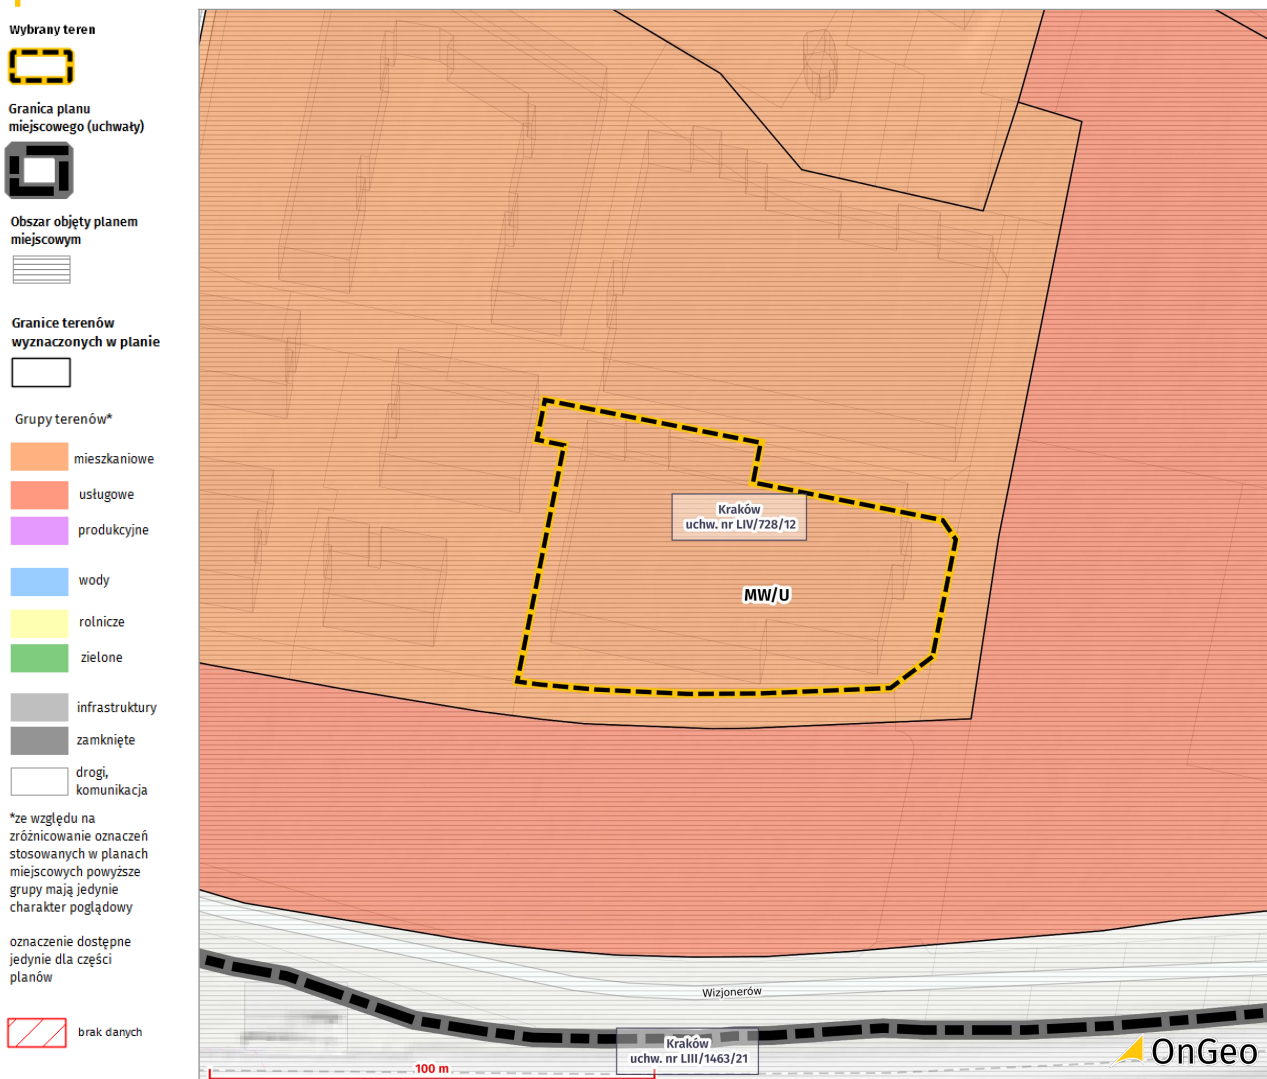 Wybrany teren
Granica planu
miejscowego (uchwały)
Obszar objęty planem
miejscowym
Granice terenów
wyznaczonych w planie
Grupy terenów*
mieszkaniowe
usługowe
produkcyjne
wody
rolnicze
zielone
infrastruktury
zamknięte
drogi,
komunikacja
*ze względu na
zróżnicowanie oznaczeń
stosowanych w planach
miejscowych powyższe
grupy mają jedynie
charakter poglądowy
oznaczenie dostępne
jedynie dla części
planów
brak danych
Kraków
uchw. nr LIV/728/12
MW/U
Wizjonerów
Kraków
uchw. nr LIII/1463/21
100 m
OnGeo